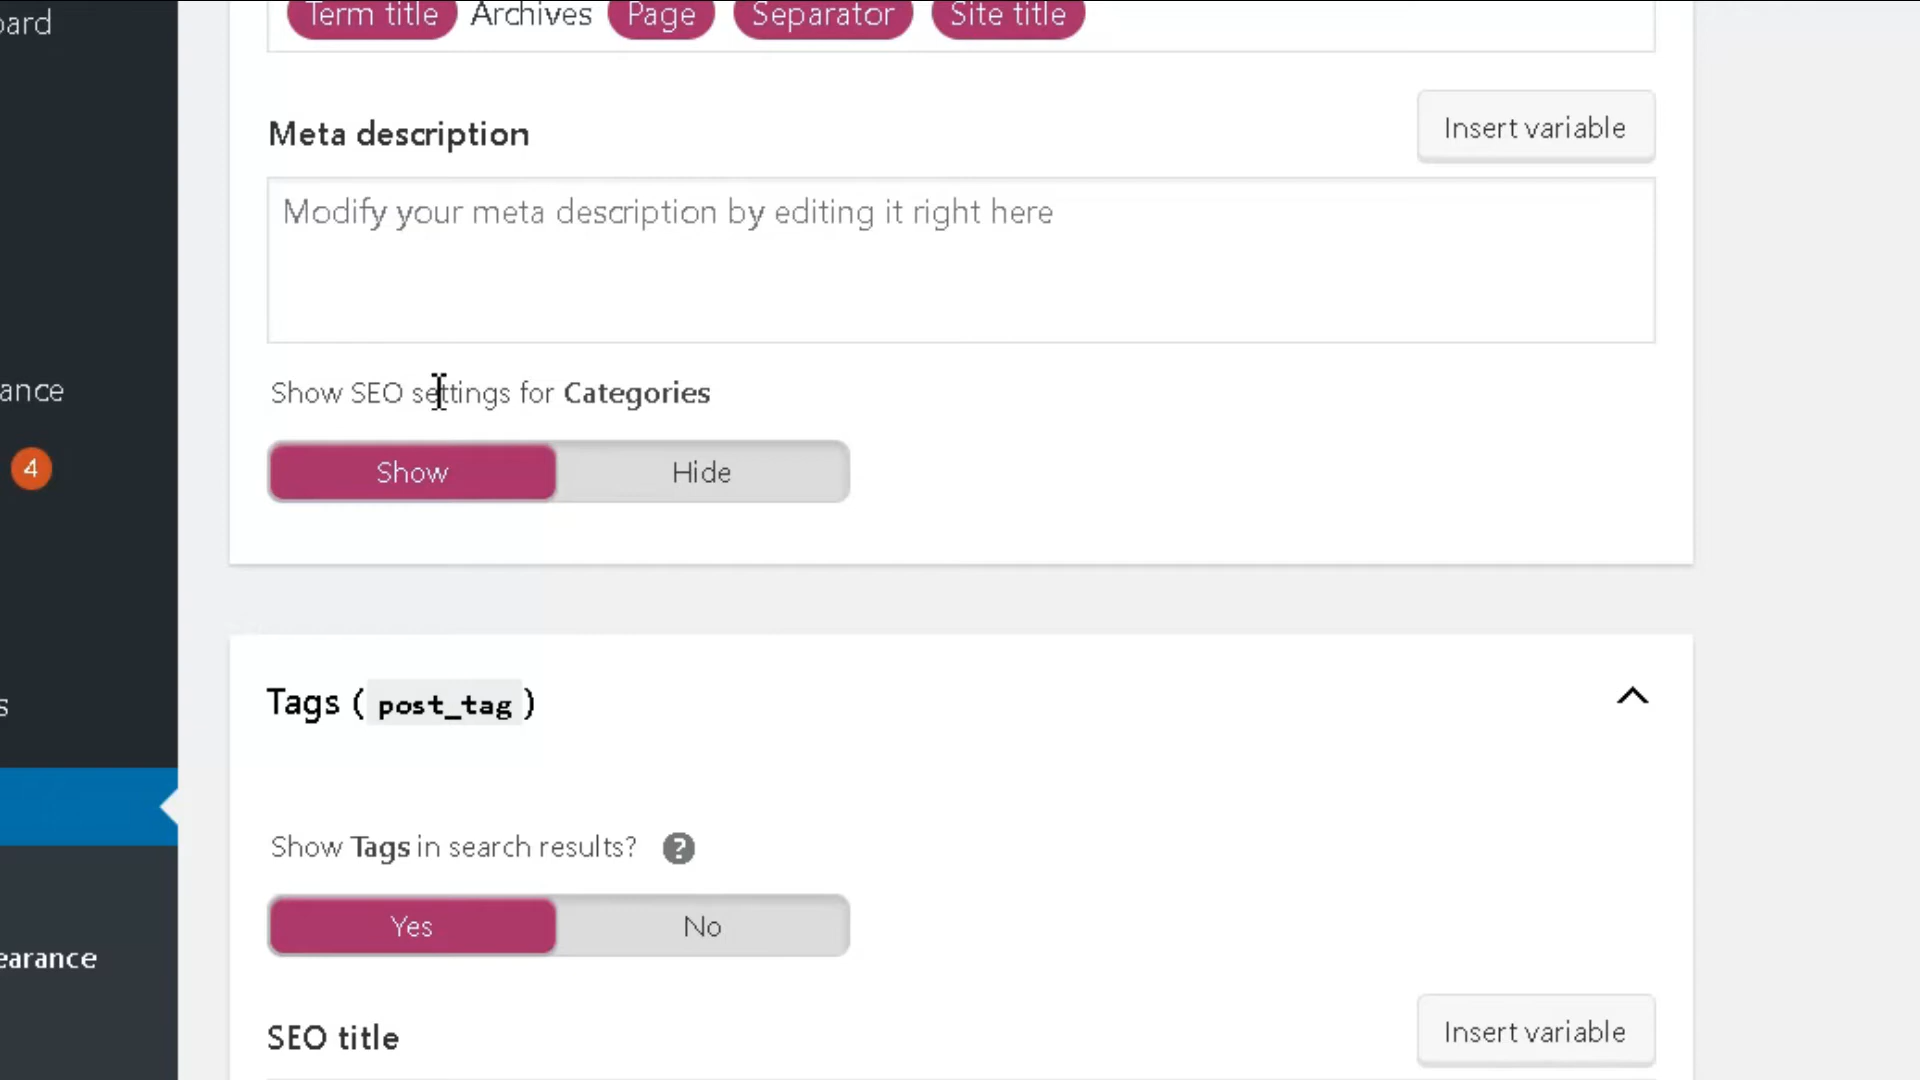 oard
Term title Archives Page Separator Site title
Meta description
Insert variable
Modify your meta description by editing it right here
ance
Show SEO settings for Categories
4
Show Hide
s
Tags ( post_tag )
Show Tags in search results? ?
Yes No
earance
SEO title
Insert variable